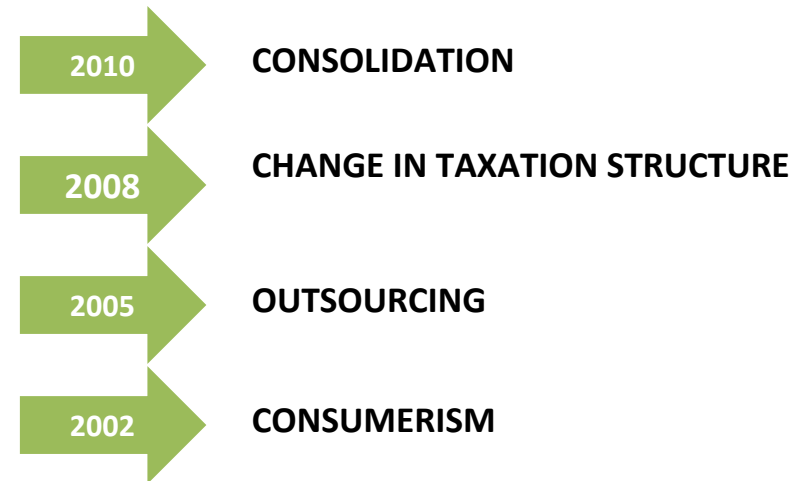 2010
CONSOLIDATION
2008
CHANGE IN TAXATION STRUCTURE
2005
OUTSOURCING
2002
CONSUMERISM